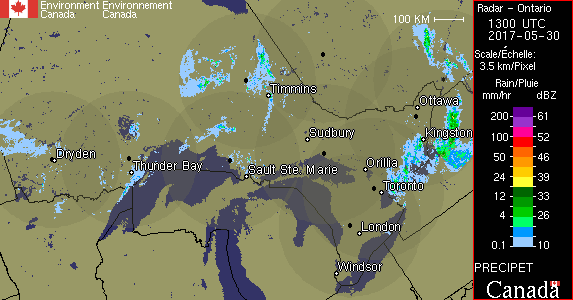 Environment Environnement
Canada Canada
100 KM
Timmins
Ottawa
Sudbury
Kingston
Dryden
Thunder Bay
Sault Ste. Marie
Orillia
Toronto
London
Windsor
Radar - Ontario
1300 UTC
2017-05-30
Scale/Échelle:
3.5 km/Pixel
Rain/Pluie
mm/hr dBZ
200 61
100 52
50 46
24 39
12 33
4 26
0.1 10
PRECIPET
Canada